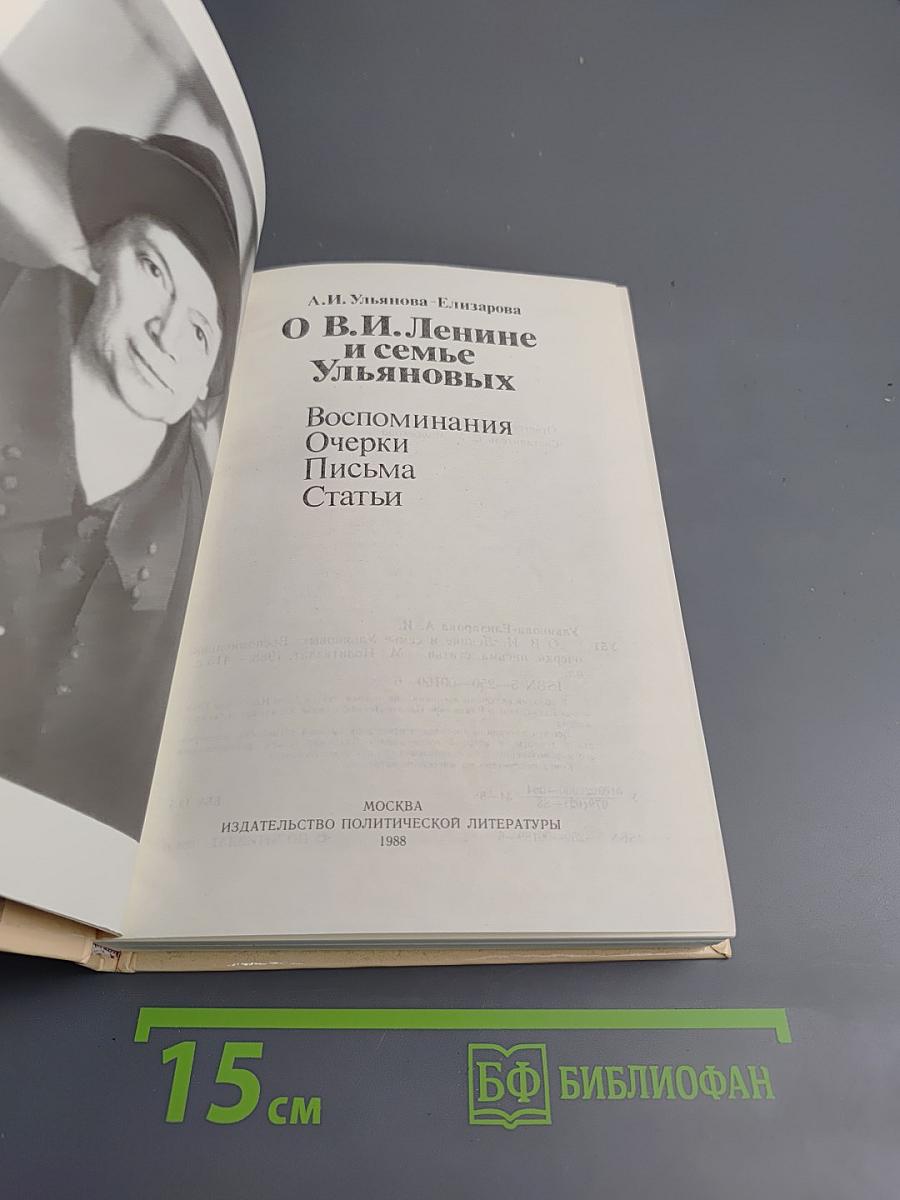 А.И. Ульянова-Елизарова
О В.И. Ленине
и семье
Ульяновых
Воспоминания
Очерки
Письма
Статьи
МОСКВА
ИЗДАТЕЛЬСТВО ПОЛИТИЧЕСКОЙ ЛИТЕРАТУРЫ
1988
15 см
БФ БИБЛИОФАН